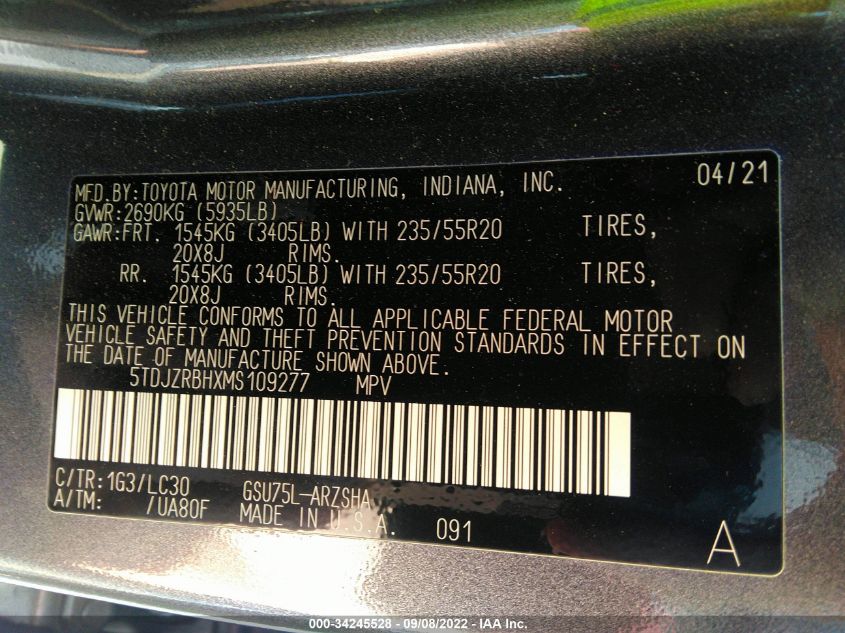 MFD.BY:TOYOTA MOTOR MANUFACTURING, INDIANA, INC. 04/21
GVWR:2690KG (5935LB)
GAWR:FRT. 1545KG (3405LB) WITH 235/55R20 TIRES,
20X8J RIMS.
RR. 1545KG (3405LB) WITH 235/55R20 TIRES,
20X8J RIMS.
THIS VEHICLE CONFORMS TO ALL APPLICABLE FEDERAL MOTOR
VEHICLE SAFETY AND THEFT PREVENTION STANDARDS IN EFFECT ON
THE DATE OF MANUFACTURE SHOWN ABOVE.
5TDJZRBHXMS109277 MPV
C/TR:1G3/LC30 GSU75L-ARZSHA
A/TM: /UA80F MADE IN U.S.A. 091 A
000-34245528 - 09/08/2022 - IAA Inc.